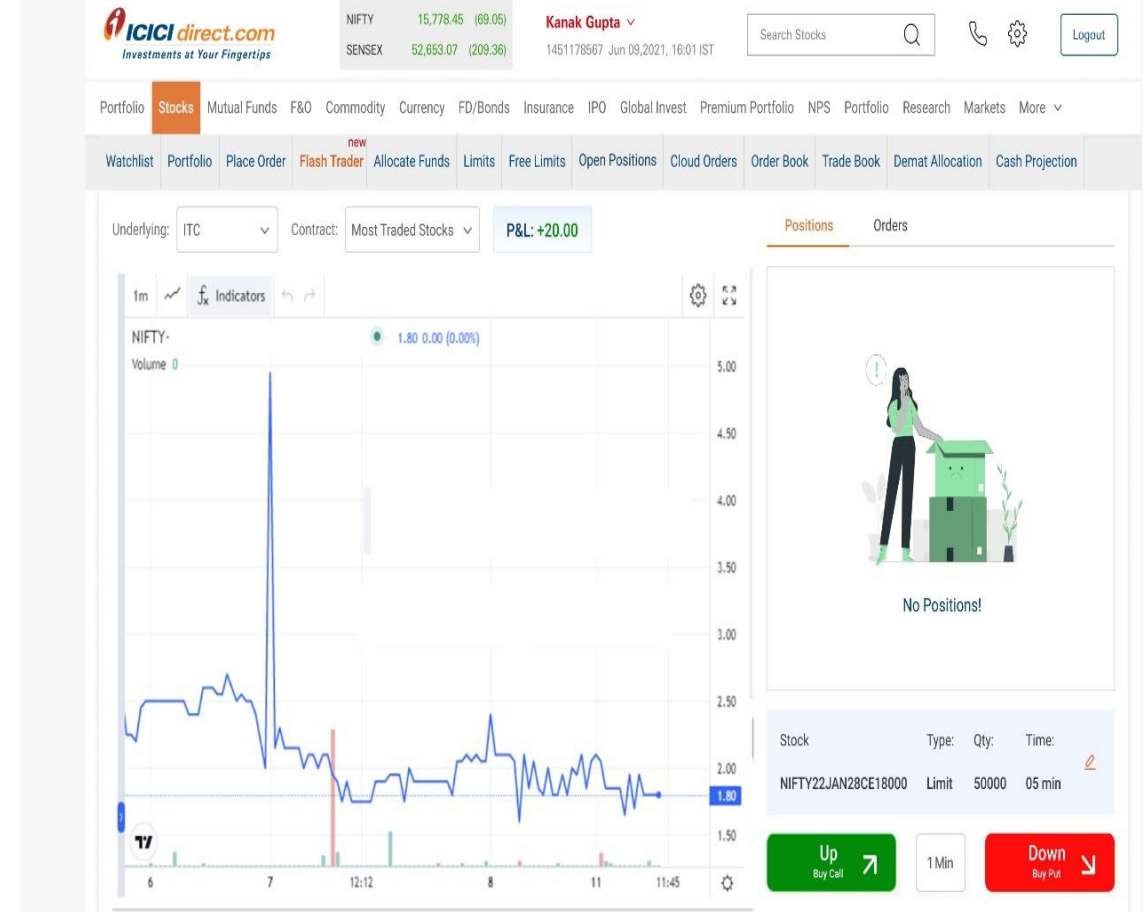 ICICI direct.com
Investments at Your Fingertips
NIFTY 15,778.45 (69.05)
SENSEX 52,653.07 (209.36)
Kanak Gupta
1451178567 Jun 09,2021, 16:01 IST
Search Stocks
Logout
Portfolio Stocks Mutual Funds F&O Commodity Currency FD/Bonds Insurance IPO Global Invest Premium Portfolio NPS Portfolio Research Markets More
new
Watchlist Portfolio Place Order Flash Trader Allocate Funds Limits Free Limits Open Positions Cloud Orders Order Book Trade Book Demat Allocation Cash Projection
Underlying: ITC Contract: Most Traded Stocks P&L: +20.00
Positions Orders
1m fx Indicators
NIFTY- 1.80 0.00 (0.00%)
Volume 0
5.00
4.50
4.00
3.50
3.00
2.50
2.00
1.80
1.50
6 7 12:12 8 11 11:45
!
No Positions!
Stock Type: Qty: Time:
NIFTY22JAN28CE18000 Limit 50000 05 min
Up
Buy Call
1 Min
Down
Buy Put